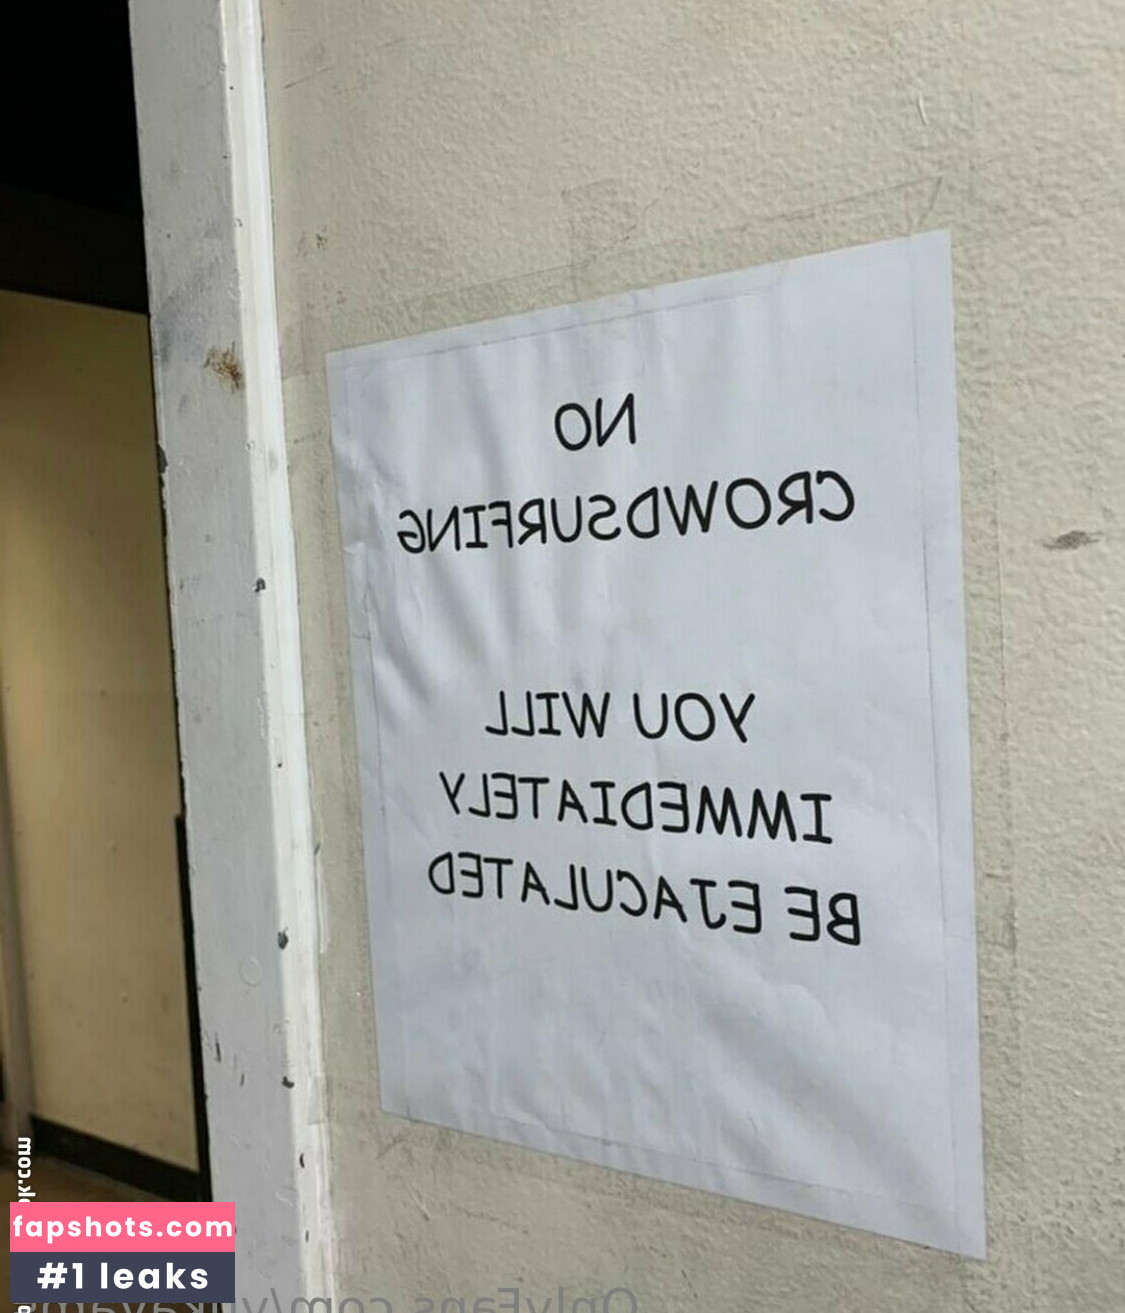 NO
CROWDSURFING
YOU WILL
IMMEDIATELY
BE EJACULATED
fapshots.com
#1 leaks